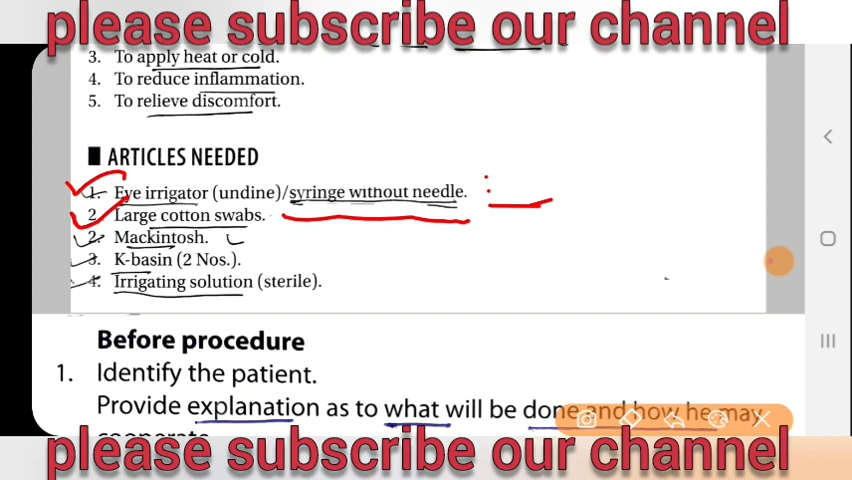 please subscribe our channel
3. To apply heat or cold.
4. To reduce inflammation.
5. To relieve discomfort.
ARTICLES NEEDED
1. Eye irrigator (undine)/syringe without needle.
2 Large cotton swabs.
2. Mackintosh.
3. K-basin (2 Nos.).
4. Irrigating solution (sterile).
Before procedure
1. Identify the patient.
Provide explanation as to what will be done and how he may
cooperate
please subscribe our channel